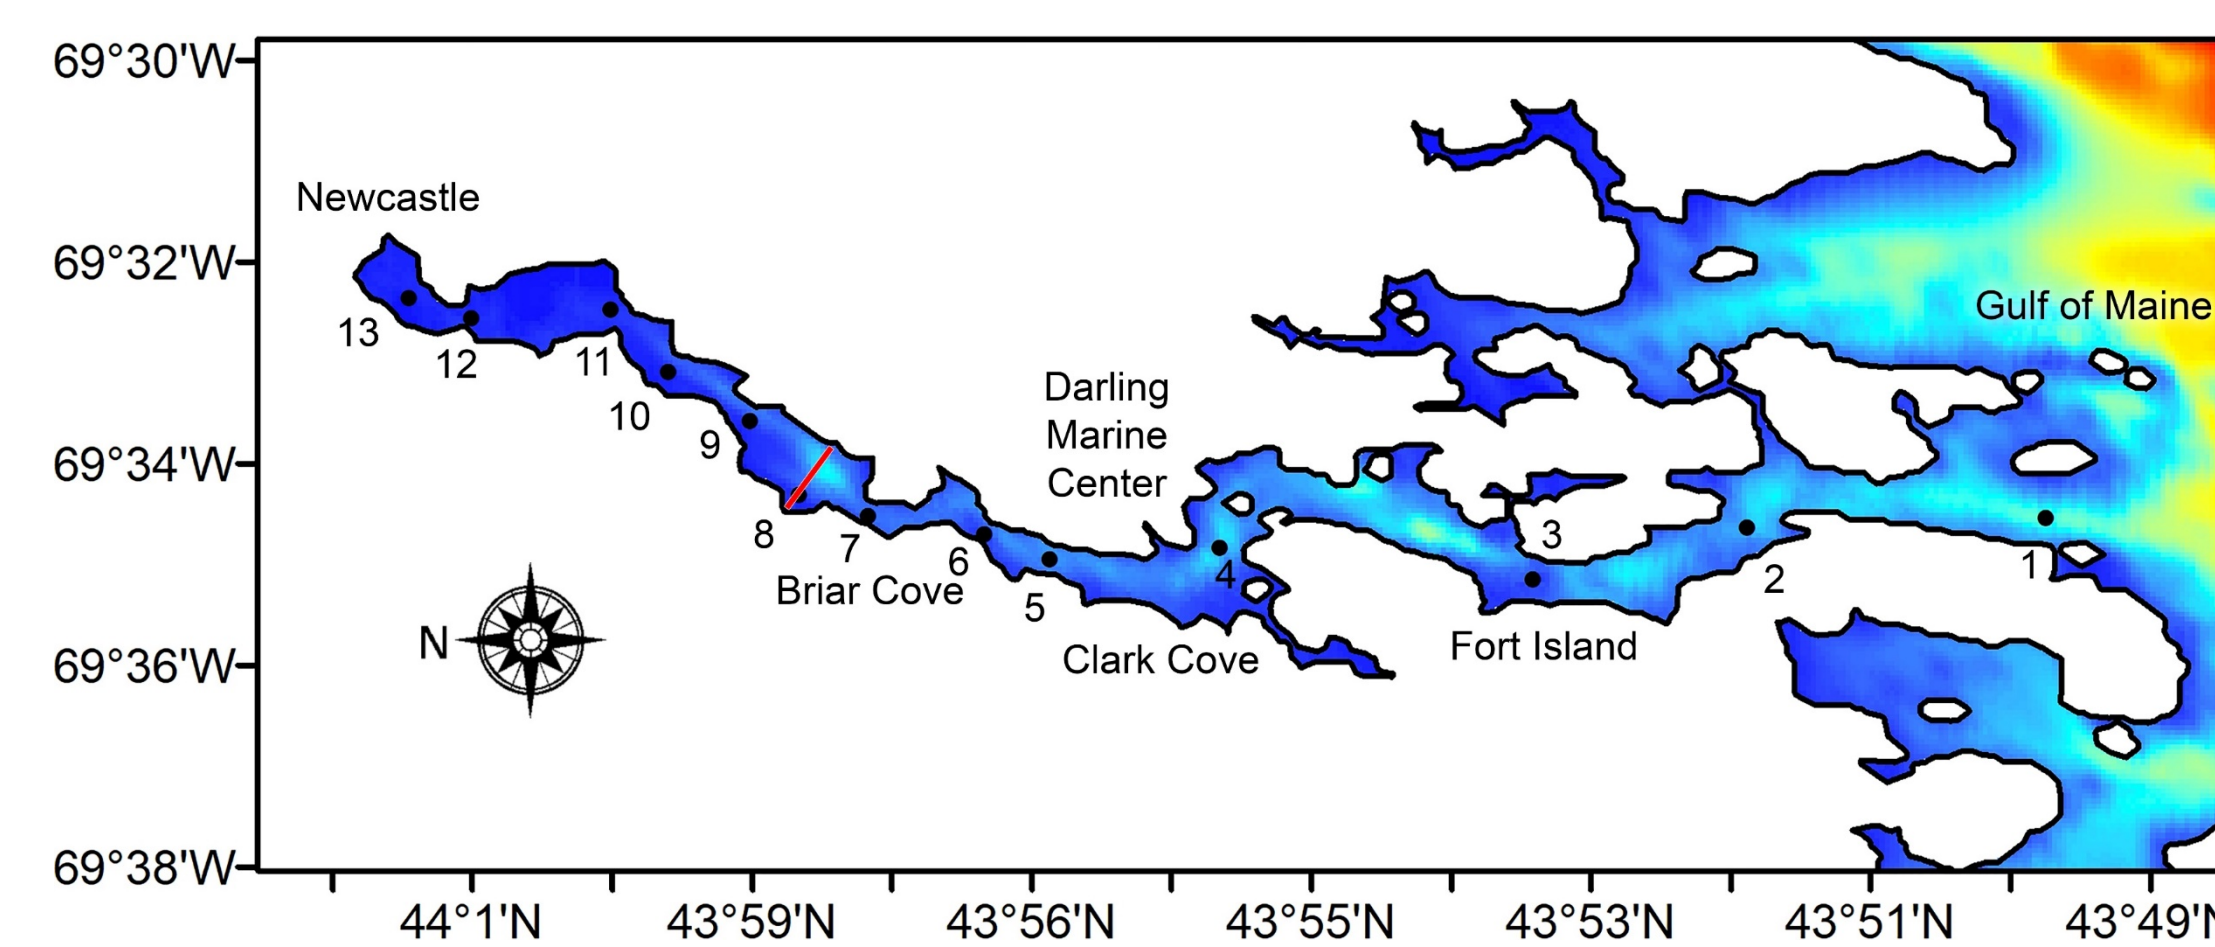 69°30'W
69°32'W
69°34'W
69°36'W
69°38'W
Newcastle
Gulf of Maine
Darling
Marine
Center
13
12
11
10
9
8
7
6
5
4
3
2
1
Briar Cove
Clark Cove
Fort Island
N
44°1'N
43°59'N
43°56'N
43°55'N
43°53'N
43°51'N
43°49'N